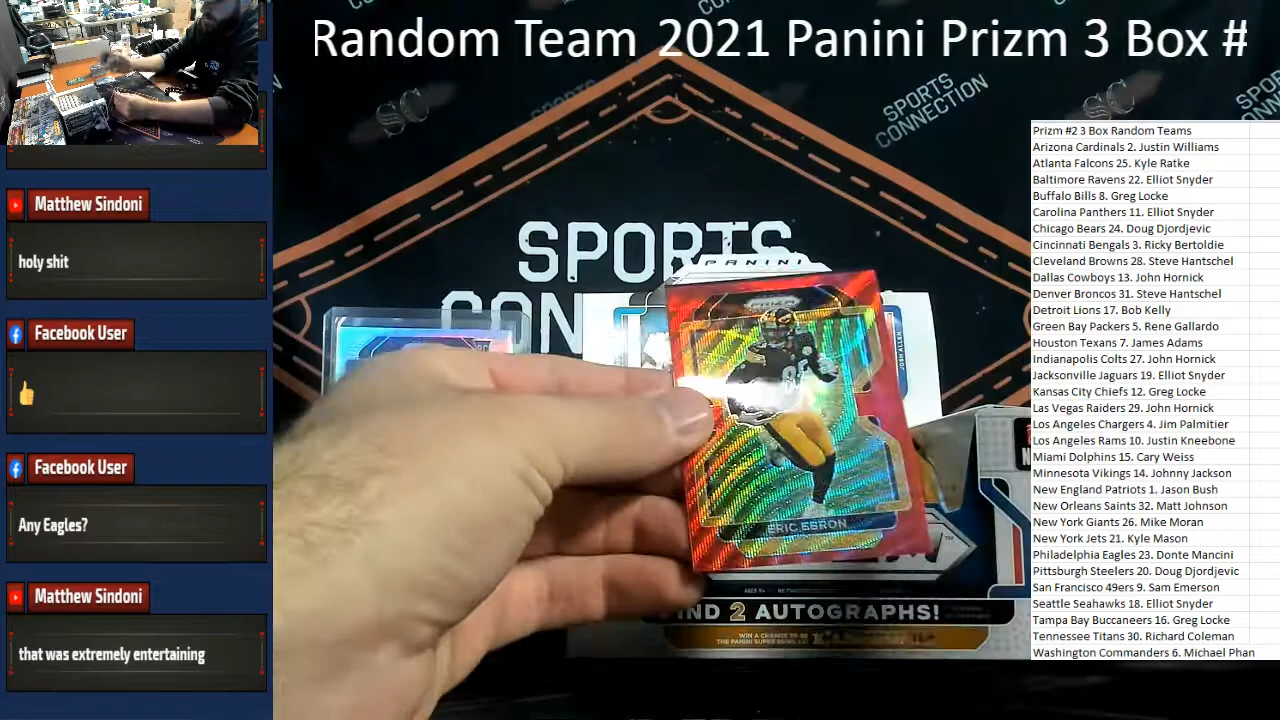 Random Team 2021 Panini Prizm 3 Box #
Matthew Sindoni
holy shit
Facebook User
👍
Facebook User
Any Eagles?
Matthew Sindoni
that was extremely entertaining
SPORTS
CONNECTION
SC
SPORTS
CON
PANINI
PRIZM
JOSH ALLEN
ERIC EBRON
FIND 2 AUTOGRAPHS!
WIN A CHANCE TO GO
Prizm #2 3 Box Random Teams
Arizona Cardinals 2. Justin Williams
Atlanta Falcons 25. Kyle Ratke
Baltimore Ravens 22. Elliot Snyder
Buffalo Bills 8. Greg Locke
Carolina Panthers 11. Elliot Snyder
Chicago Bears 24. Doug Djordjevic
Cincinnati Bengals 3. Ricky Bertoldie
Cleveland Browns 28. Steve Hantschel
Dallas Cowboys 13. John Hornick
Denver Broncos 31. Steve Hantschel
Detroit Lions 17. Bob Kelly
Green Bay Packers 5. Rene Gallardo
Houston Texans 7. James Adams
Indianapolis Colts 27. John Hornick
Jacksonville Jaguars 19. Elliot Snyder
Kansas City Chiefs 12. Greg Locke
Las Vegas Raiders 29. John Hornick
Los Angeles Chargers 4. Jim Palmitier
Los Angeles Rams 10. Justin Kneebone
Miami Dolphins 15. Cary Weiss
Minnesota Vikings 14. Johnny Jackson
New England Patriots 1. Jason Bush
New Orleans Saints 32. Matt Johnson
New York Giants 26. Mike Moran
New York Jets 21. Kyle Mason
Philadelphia Eagles 23. Donte Mancini
Pittsburgh Steelers 20. Doug Djordjevic
San Francisco 49ers 9. Sam Emerson
Seattle Seahawks 18. Elliot Snyder
Tampa Bay Buccaneers 16. Greg Locke
Tennessee Titans 30. Richard Coleman
Washington Commanders 6. Michael Phan